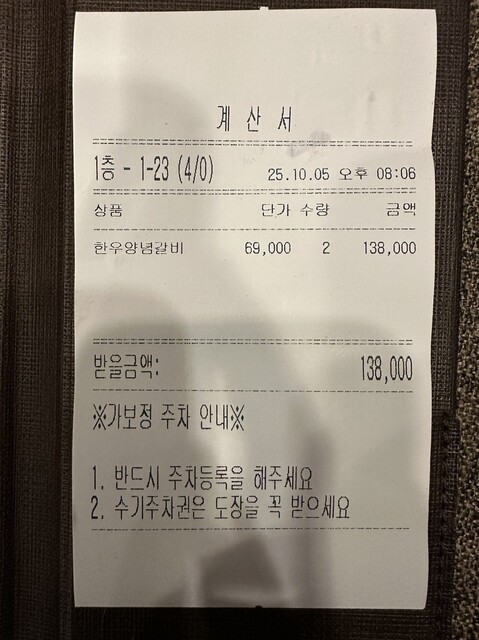 계 산 서
1층 - 1-23 (4/0) 25.10.05 오후 08:06
상품 단가 수량 금액
한우양념갈비 69,000 2 138,000
받을금액: 138,000
※가보정 주차 안내※
1. 반드시 주차등록을 해주세요
2. 수기주차권은 도장을 꼭 받으세요